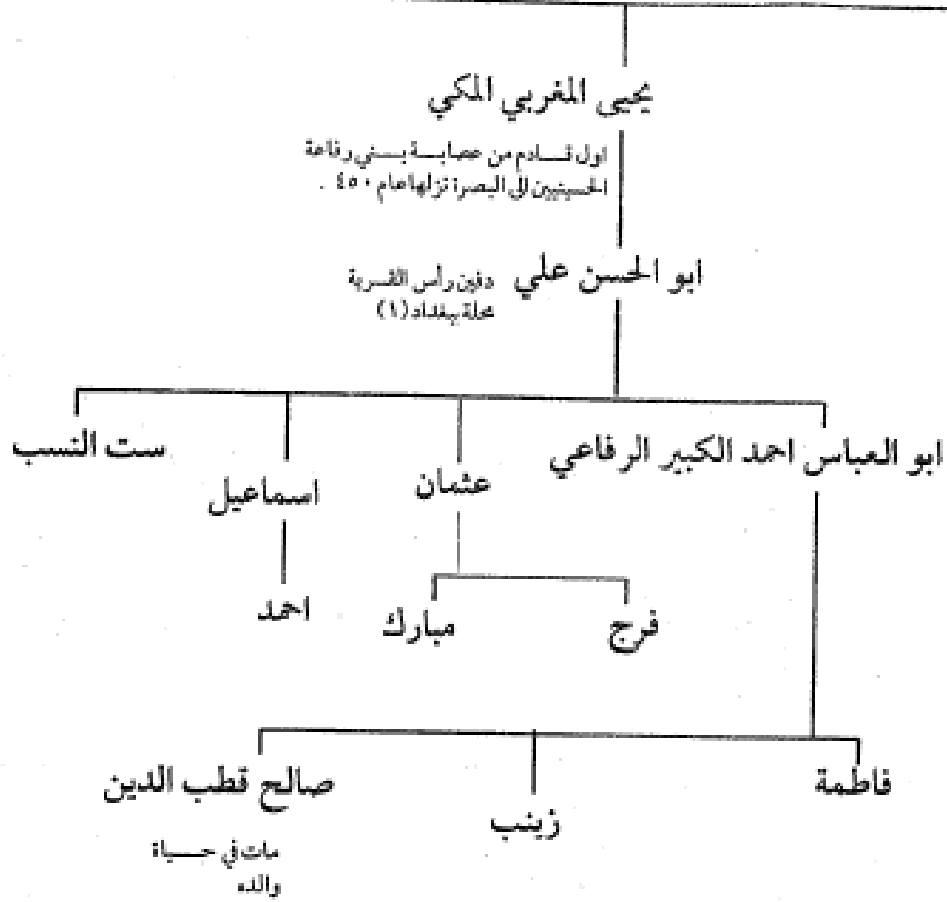 يحيى المغربي المكي
اول قادم من عصابة بني رفاعة
الحسينيين الى البصرة نزلها عام ٤٥٠ .
ابو الحسن علي
دفين رأس القرية
محلة ببغداد (١)
ابو العباس احمد الكبير الرفاعي
عثمان
اسماعيل
ست النسب
فرج
مبارك
احمد
فاطمة
زينب
صالح قطب الدين
مات في حياة
والده